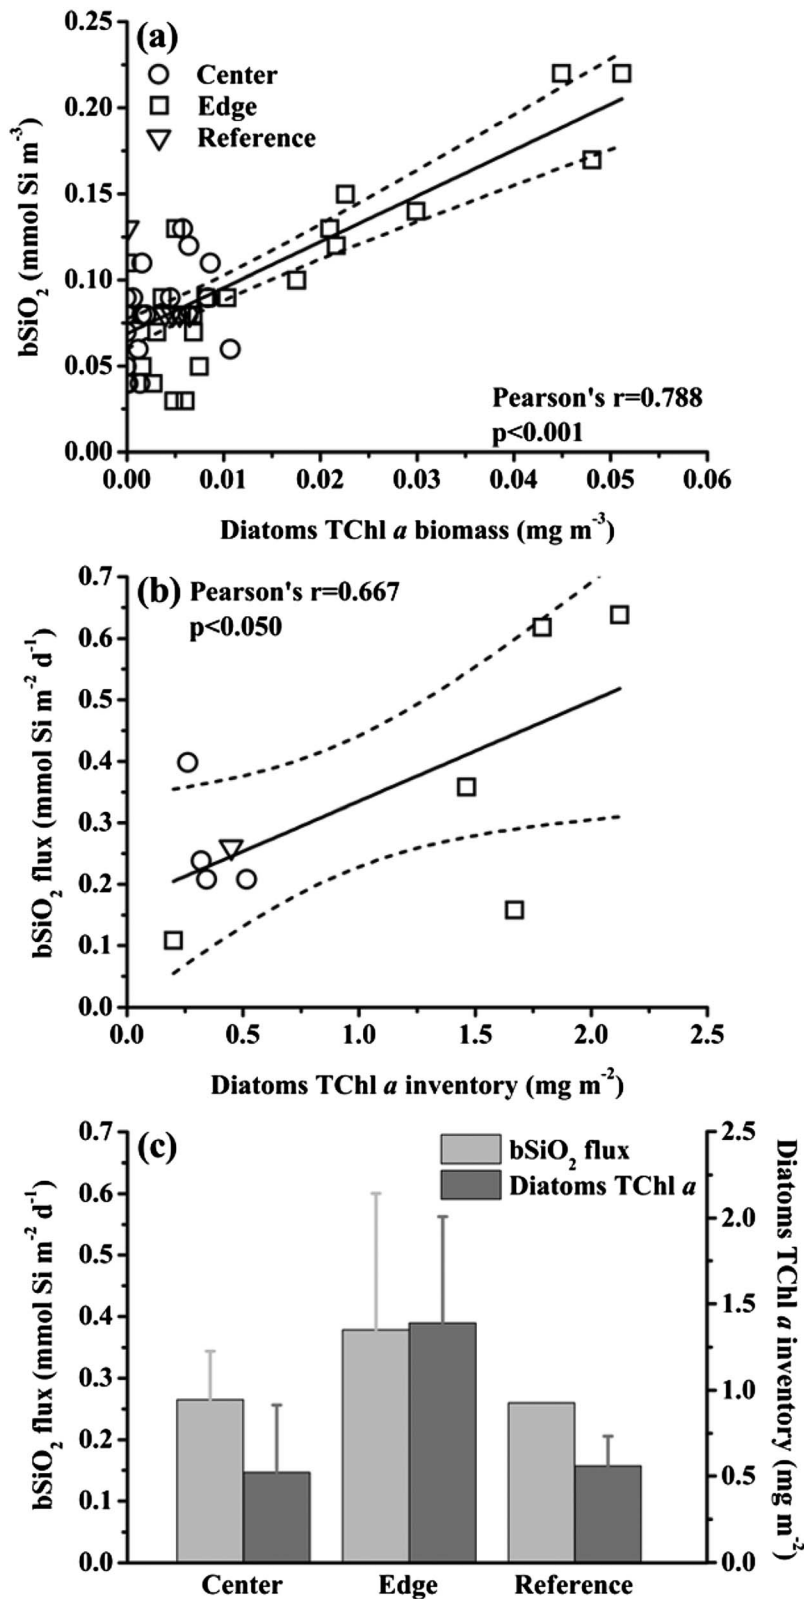 (a)
Center
Edge
Reference
0.25
0.20
0.15
0.10
0.05
0.00
bSiO₂ (mmol Si m⁻³)
Pearson's r=0.788
p<0.001
0.00 0.01 0.02 0.03 0.04 0.05 0.06
Diatoms TChl a biomass (mg m⁻³)
(b)
Pearson's r=0.667
p<0.050
0.7
0.6
0.5
0.4
0.3
0.2
0.1
0.0
bSiO₂ flux (mmol Si m⁻² d⁻¹)
0.0 0.5 1.0 1.5 2.0 2.5
Diatoms TChl a inventory (mg m⁻²)
(c)
bSiO₂ flux
Diatoms TChl a
0.7
0.6
0.5
0.4
0.3
0.2
0.1
0.0
bSiO₂ flux (mmol Si m⁻² d⁻¹)
2.5
2.0
1.5
1.0
0.5
0.0
Diatoms TChl a inventory (mg m⁻²)
Center Edge Reference